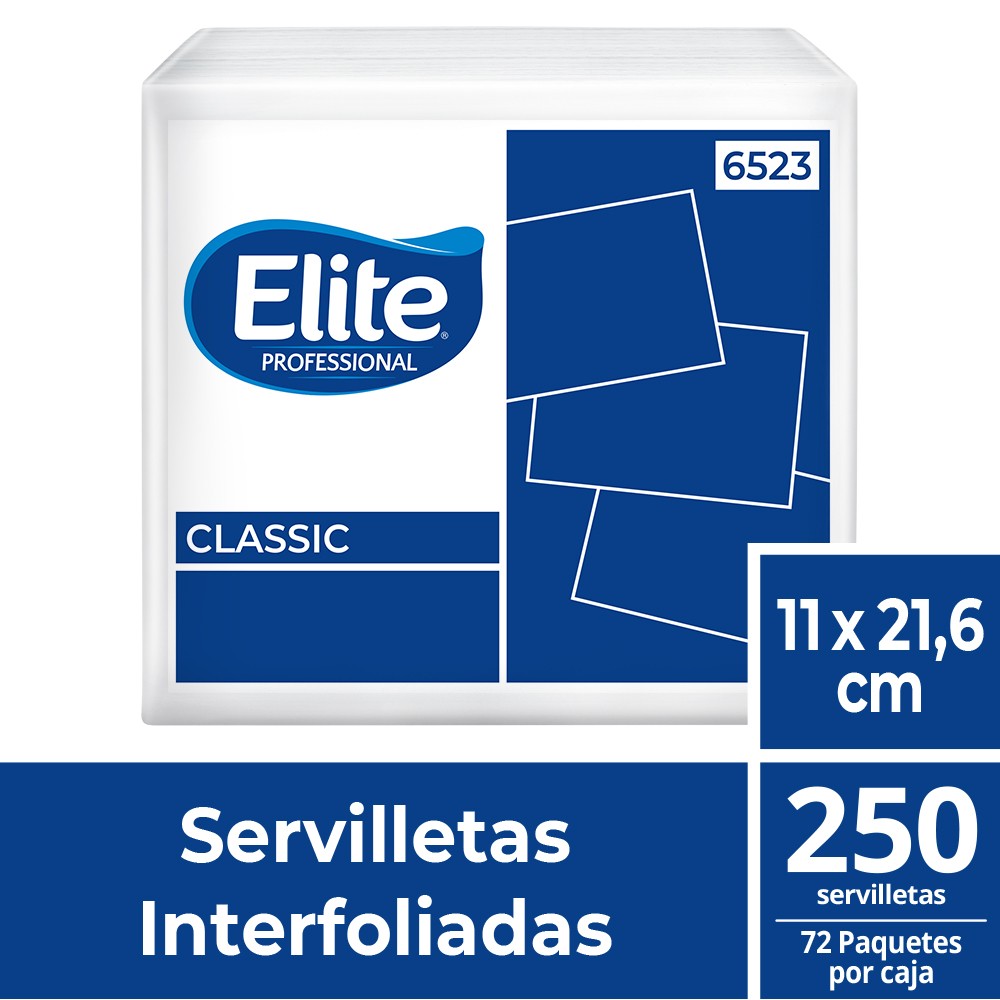 6523
Elite®
PROFESSIONAL
CLASSIC
11 x 21,6
cm
Servilletas
Interfoliadas
250
servilletas
72 Paquetes
por caja